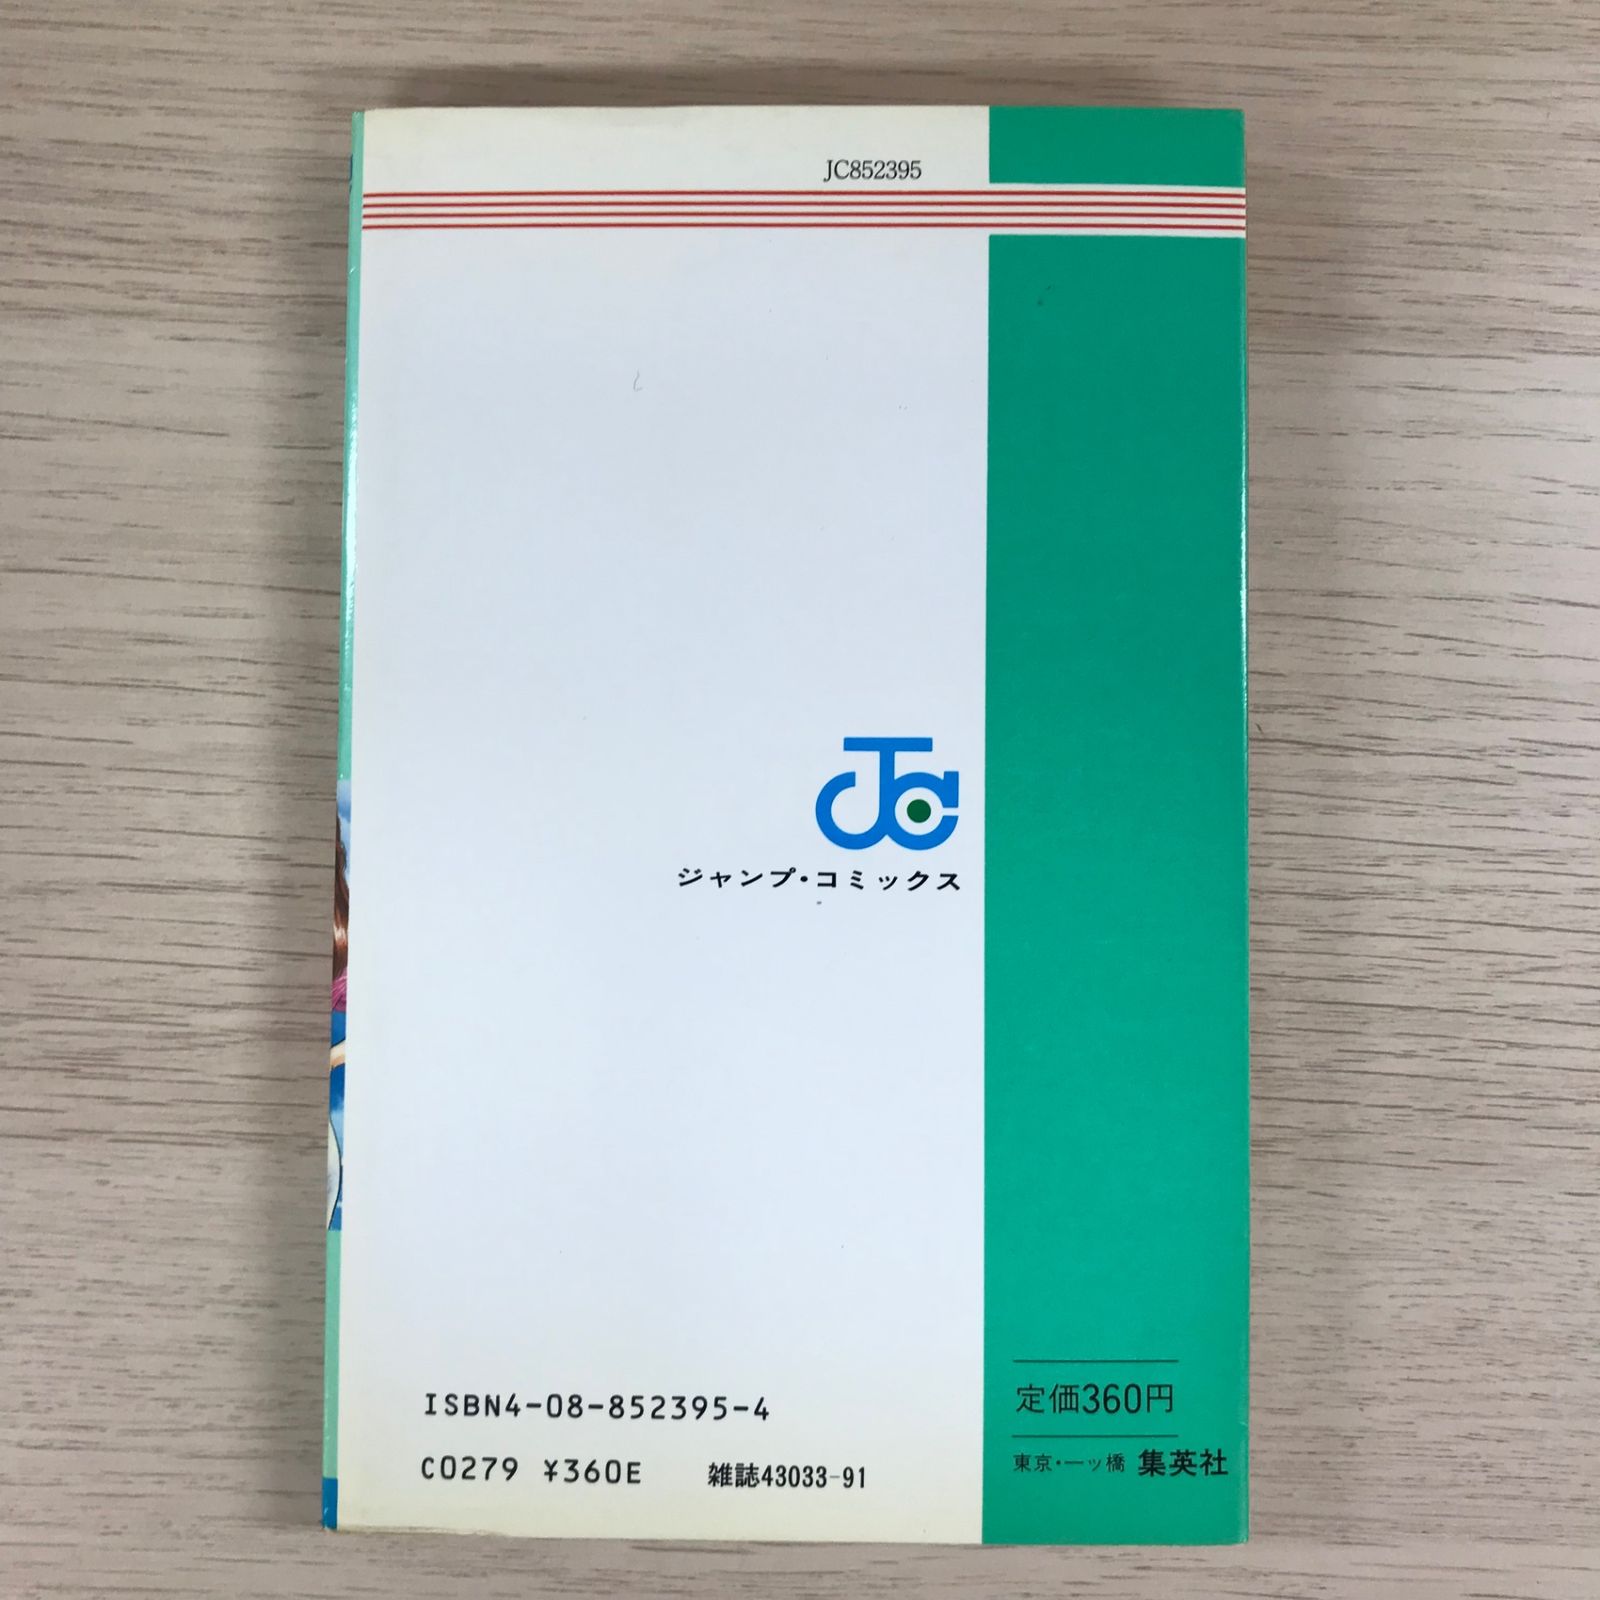 JC852395
JC
ジャンプ・コミックス
ISBN4-08-852395-4
C0279 ¥360E 雑誌43033-91
定価360円
東京・一ッ橋 集英社